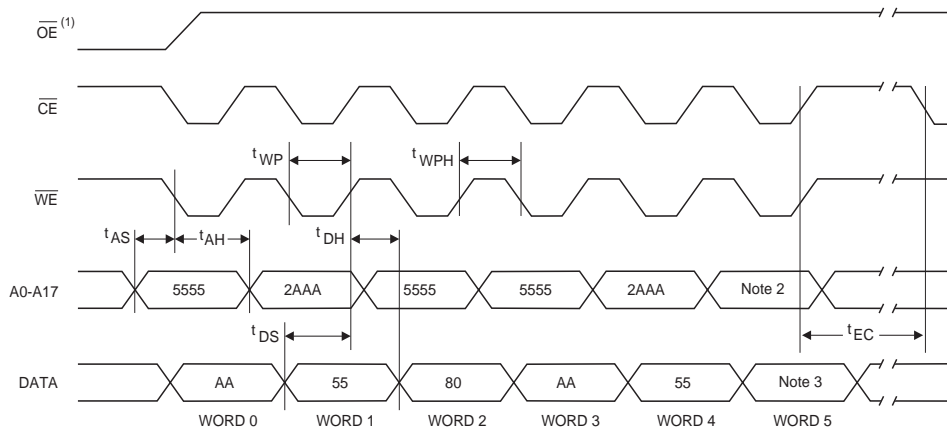 OE (1)
CE
t WP t WPH
WE
t AS t AH t DH
A0-A17 5555 2AAA 5555 5555 2AAA Note 2
t DS t EC
DATA AA 55 80 AA 55 Note 3
WORD 0 WORD 1 WORD 2 WORD 3 WORD 4 WORD 5